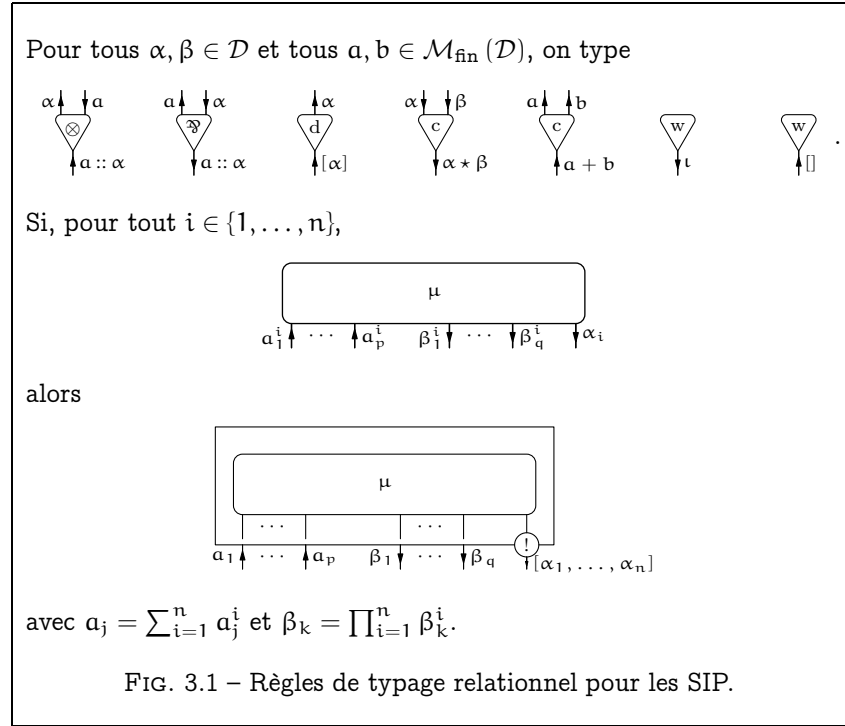 Pour tous α, β ∈ 𝒟 et tous a, b ∈ ℳ_fin (𝒟), on type
α a a α α α β a b
⊗ ⅋ d c c w w
a :: α a :: α [α] α ⋆ β a + b ι [] .
Si, pour tout i ∈ {1, . . . , n},
μ
a_1^i · · · a_p^i β_1^i · · · β_q^i α_i
alors
μ
· · · · · ·
a_1 · · · a_p β_1 · · · β_q ! [α_1, . . . , α_n]
avec a_j = ∑_{i=1}^n a_j^i et β_k = ∏_{i=1}^n β_k^i.
FIG. 3.1 – Règles de typage relationnel pour les SIP.